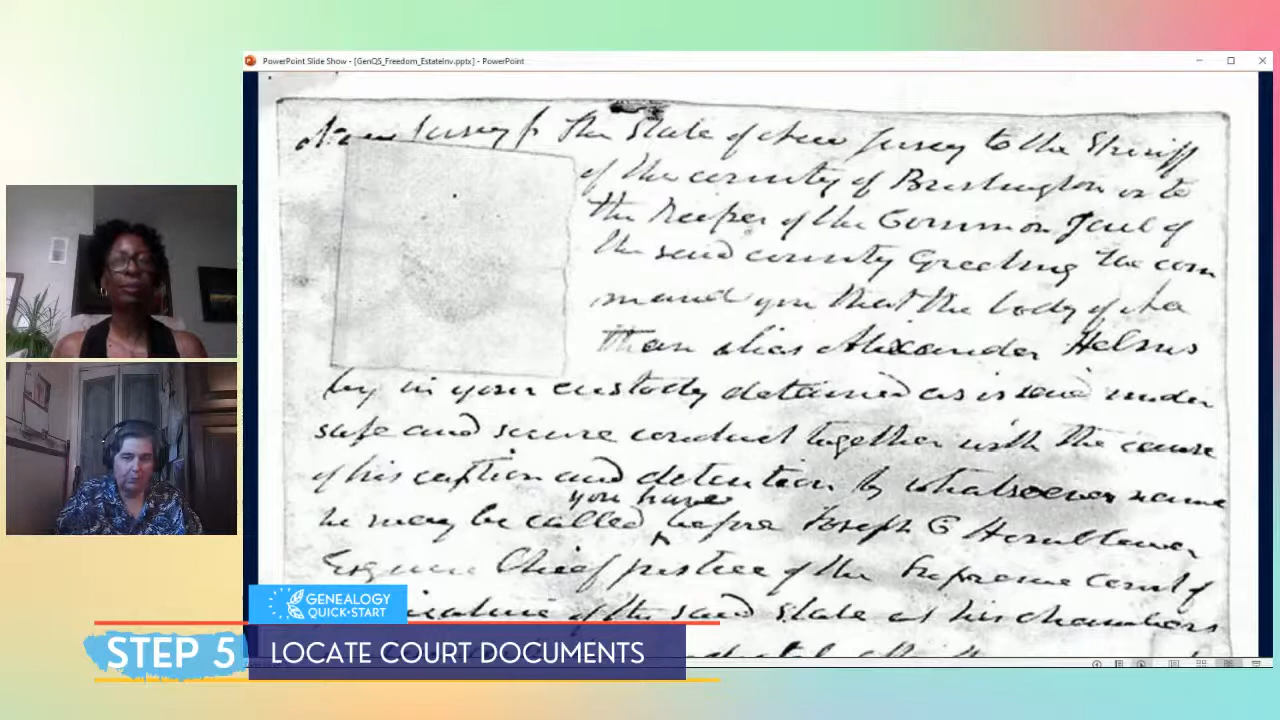 PowerPoint Slide Show - [GenQS_Freedom_EstateInv.pptx] - PowerPoint
New Jersey ss The State of New Jersey to the Sheriff
of the county of Burlington or to
the keeper of the Common Jail of
the said county Greeting We com
mand you that the body of Na
than alias Alixander Helms
by in your custody detained as is said under
safe and secure conduct together with the cause
of his caption and detention by whatsoever name
you have
he may be called before Joseph C Hornblower
Esquire Chief justice of the Supreme Court of
of the said State at his chambers
GENEALOGY
QUICK•START
STEP 5
LOCATE COURT DOCUMENTS